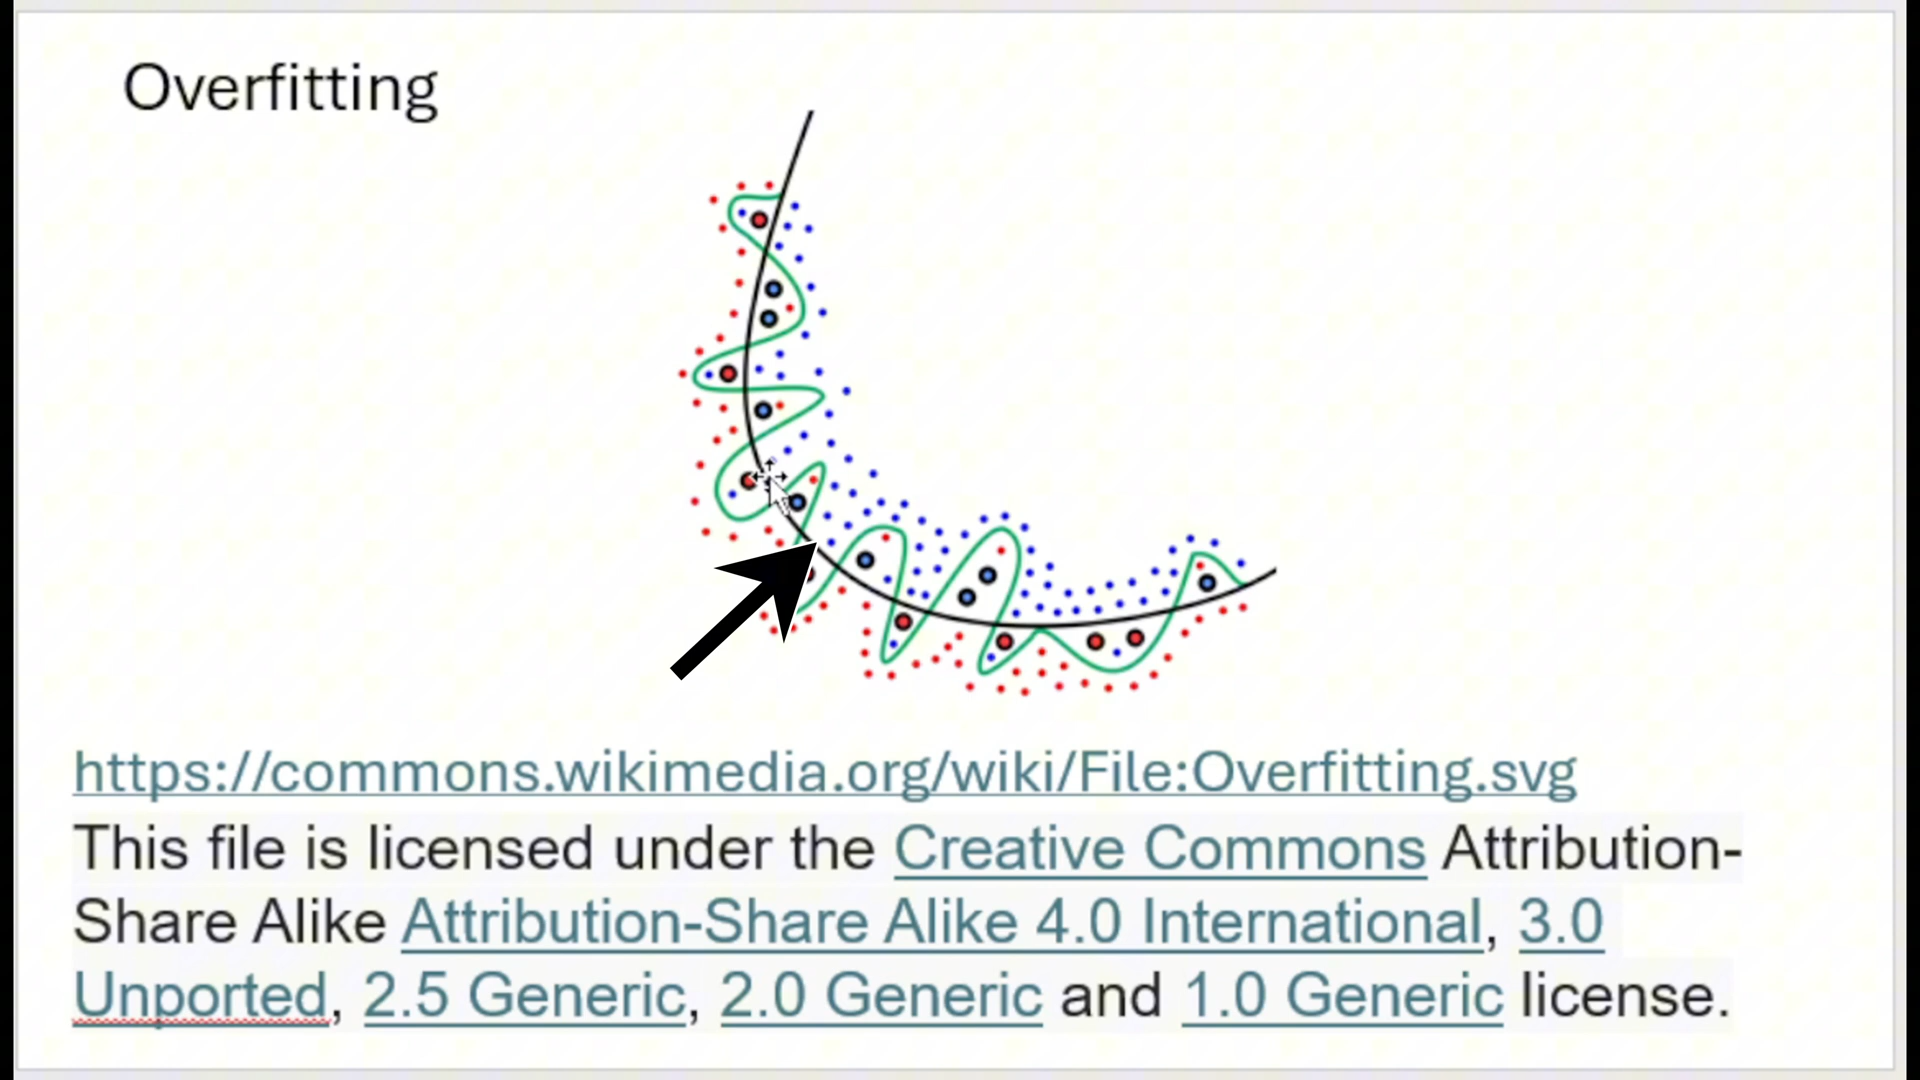 Overfitting
https://commons.wikimedia.org/wiki/File:Overfitting.svg
This file is licensed under the Creative Commons Attribution-
Share Alike Attribution-Share Alike 4.0 International, 3.0
Unported, 2.5 Generic, 2.0 Generic and 1.0 Generic license.